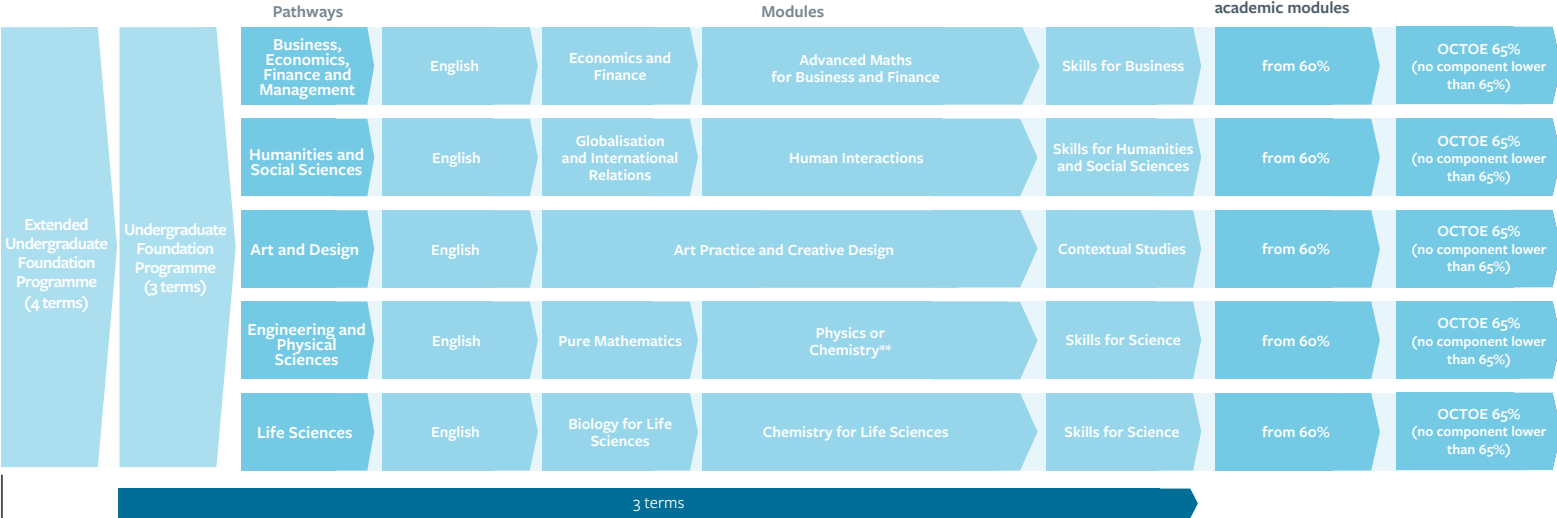 Pathways
Modules
academic modules
Extended
Undergraduate
Foundation
Programme
(4 terms)
Undergraduate
Foundation
Programme
(3 terms)
Business,
Economics,
Finance and
Management
English
Economics and
Finance
Advanced Maths
for Business and Finance
Skills for Business
from 60%
OCTOE 65%
(no component lower
than 65%)
Humanities and
Social Sciences
English
Globalisation
and International
Relations
Human Interactions
Skills for Humanities
and Social Sciences
from 60%
OCTOE 65%
(no component lower
than 65%)
Art and Design
English
Art Practice and Creative Design
Contextual Studies
from 60%
OCTOE 65%
(no component lower
than 65%)
Engineering and
Physical
Sciences
English
Pure Mathematics
Physics or
Chemistry**
Skills for Science
from 60%
OCTOE 65%
(no component lower
than 65%)
Life Sciences
English
Biology for Life
Sciences
Chemistry for Life Sciences
Skills for Science
from 60%
OCTOE 65%
(no component lower
than 65%)
3 terms